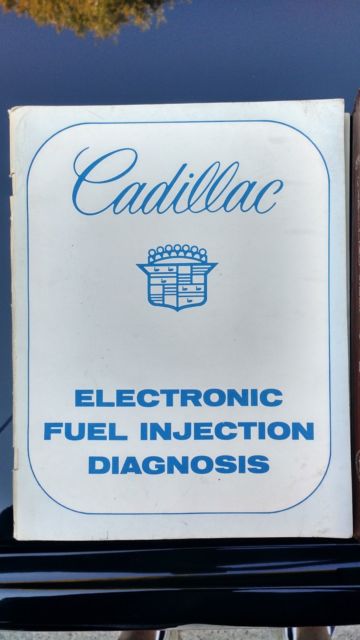 Cadillac
ELECTRONIC
FUEL INJECTION
DIAGNOSIS